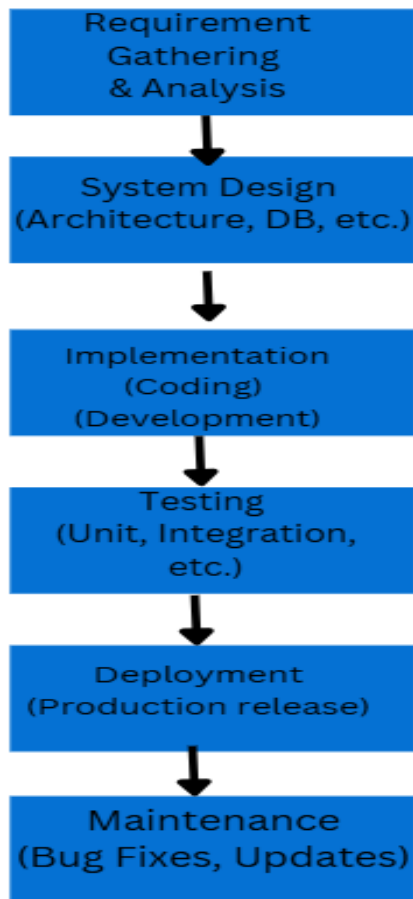 Requirement
Gathering
& Analysis
System Design
(Architecture, DB, etc.)
Implementation
(Coding)
(Development)
Testing
(Unit, Integration,
etc.)
Deployment
(Production release)
Maintenance
(Bug Fixes, Updates)